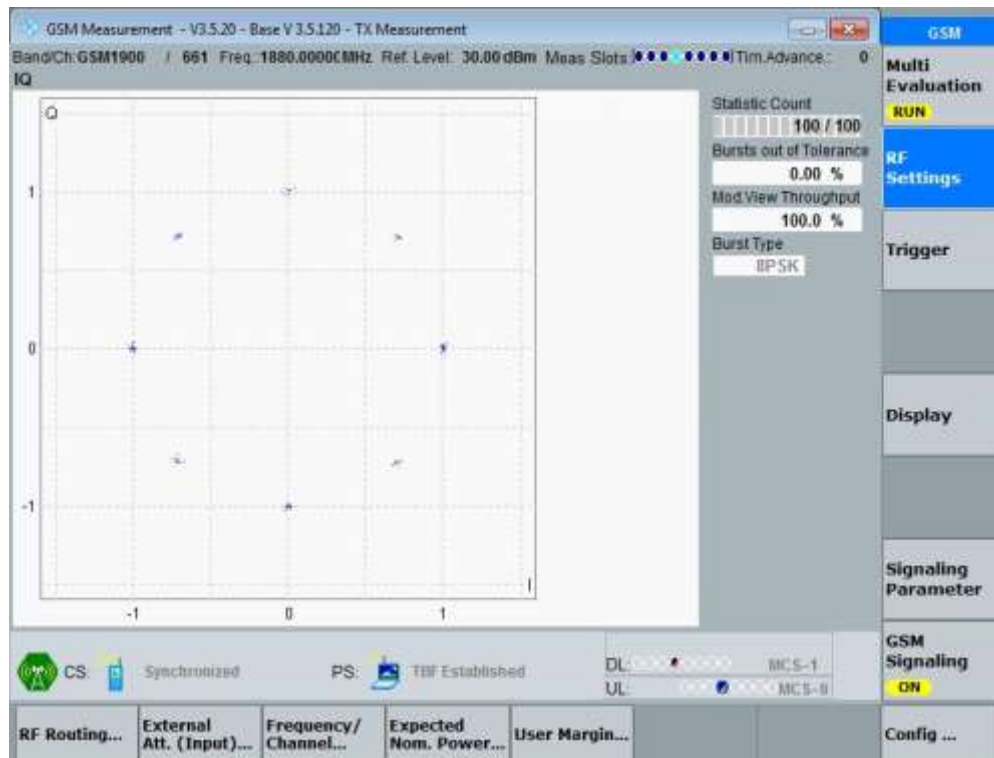 GSM Measurement - V3.5.20 - Base V 3.5.120 - TX Measurement
GSM
Band/Ch: GSM1900 / 661 Freq.: 1880.0000 MHz Ref. Level: 30.00 dBm Meas Slots Tim.Advance.: 0
IQ
Multi
Evaluation
RUN
Q
Statistic Count
100 / 100
Bursts out of Tolerance
0.00 %
Mod.View Throughput
100.0 %
Burst Type
8PSK
RF
Settings
Trigger
Display
Signaling
Parameter
GSM
Signaling
ON
Config ...
1
0
-1
I
-1 0 1
CS: Synchronized PS: TBF Established
DL: MCS-1
UL:
RF Routing...
External
Att. (Input)...
Frequency/
Channel...
Expected
Nom. Power...
User Margin...